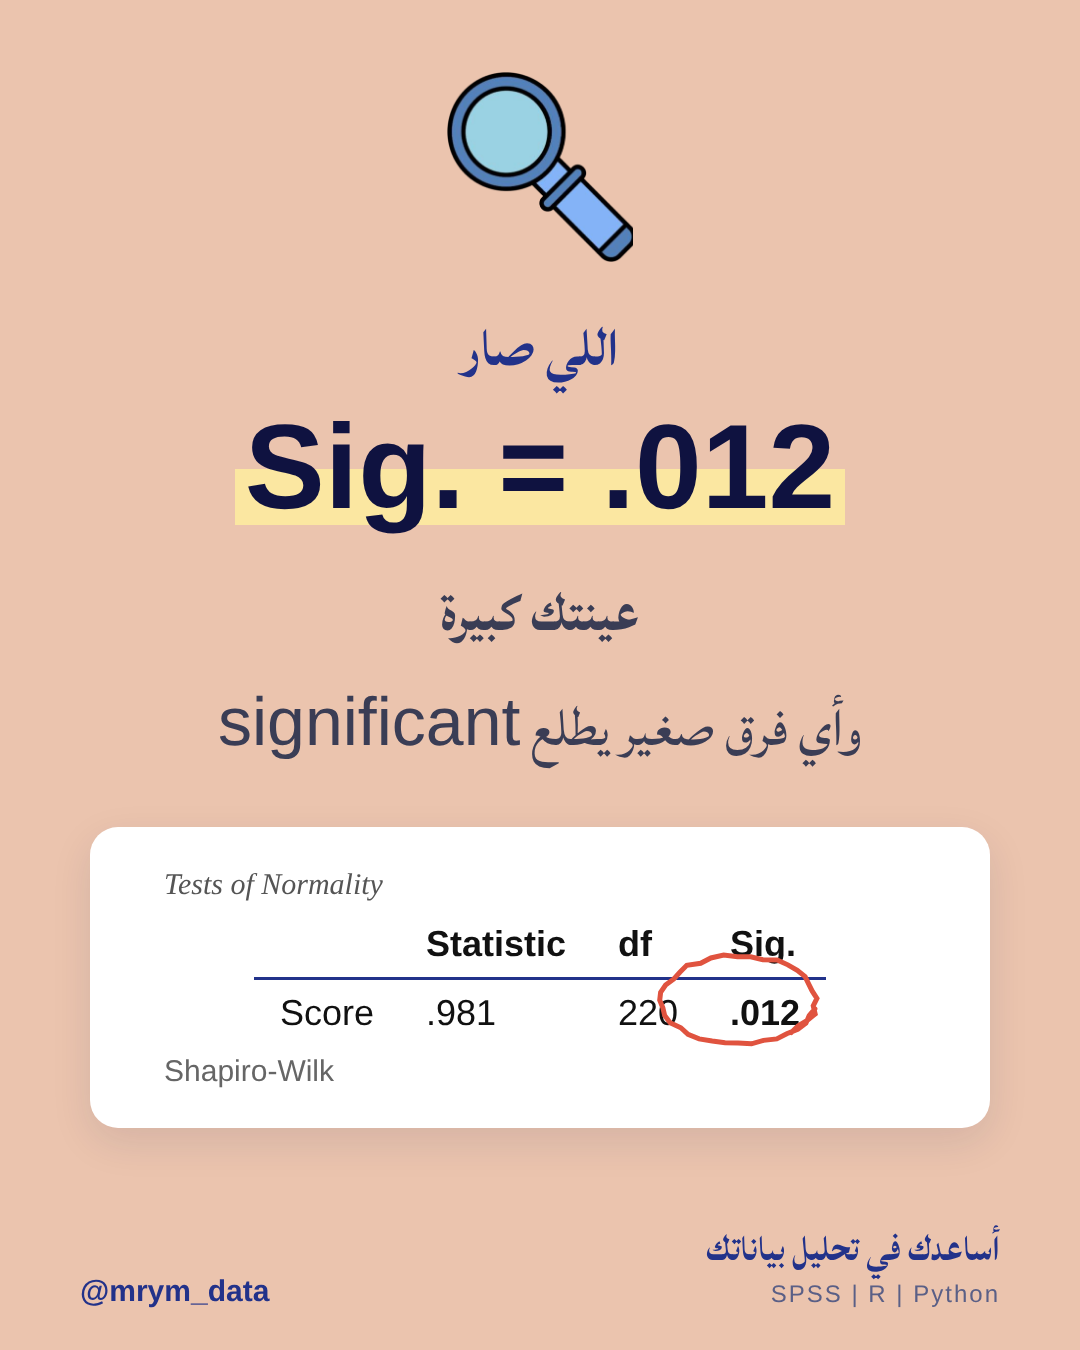 اللي صار
Sig. = .012
عينتك كبيرة
وأي فرق صغير يطلع significant
Tests of Normality
Statistic df Sig.
Score .981 220 .012
Shapiro-Wilk
أساعدك في تحليل بياناتك
@mrym_data
SPSS | R | Python